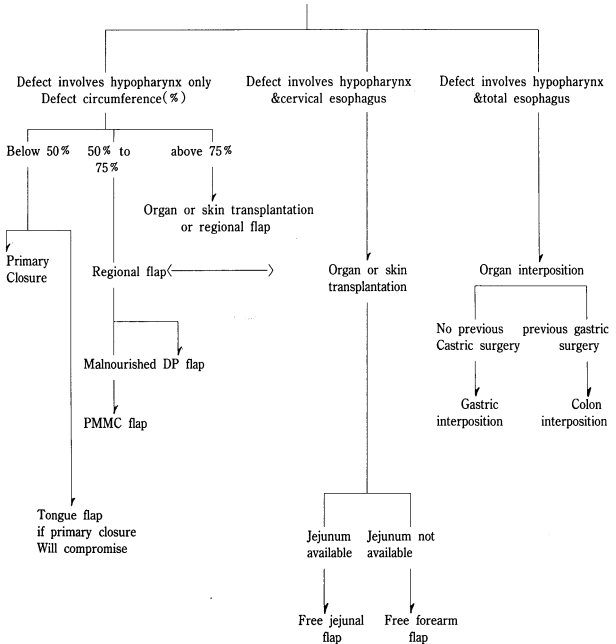 Defect involves hypopharynx only
Defect circumference(%)
Defect involves hypopharynx
&cervical esophagus
Defect involves hypopharynx
&total esophagus
Below 50%
50% to
75%
above 75%
Organ or skin transplantation
or regional flap
Primary
Closure
Regional flap
Organ or skin
transplantation
Organ interposition
No previous
Castric surgery
previous gastric
surgery
Malnourished DP flap
PMMC flap
Gastric
interposition
Colon
interposition
Tongue flap
if primary closure
Will compromise
Jejunum
available
Jejunum not
available
Free jejunal
flap
Free forearm
flap